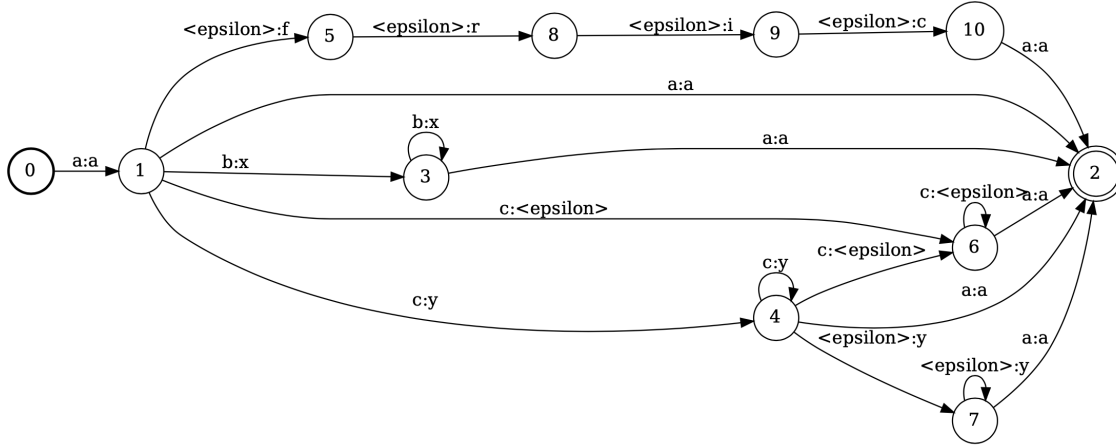 <epsilon>:f
5
<epsilon>:r
8
<epsilon>:i
9
<epsilon>:c
10
a:a
a:a
b:x
a:a
0
a:a
1
b:x
3
2
c:<epsilon>
a:a
c:<epsilon>
6
c:<epsilon>
c:y
a:a
c:y
4
<epsilon>:y
a:a
<epsilon>:y
7